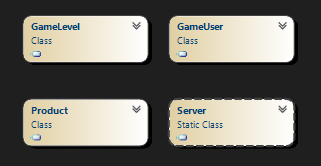 GameLevel
Class
GameUser
Class
Product
Class
Server
Static Class